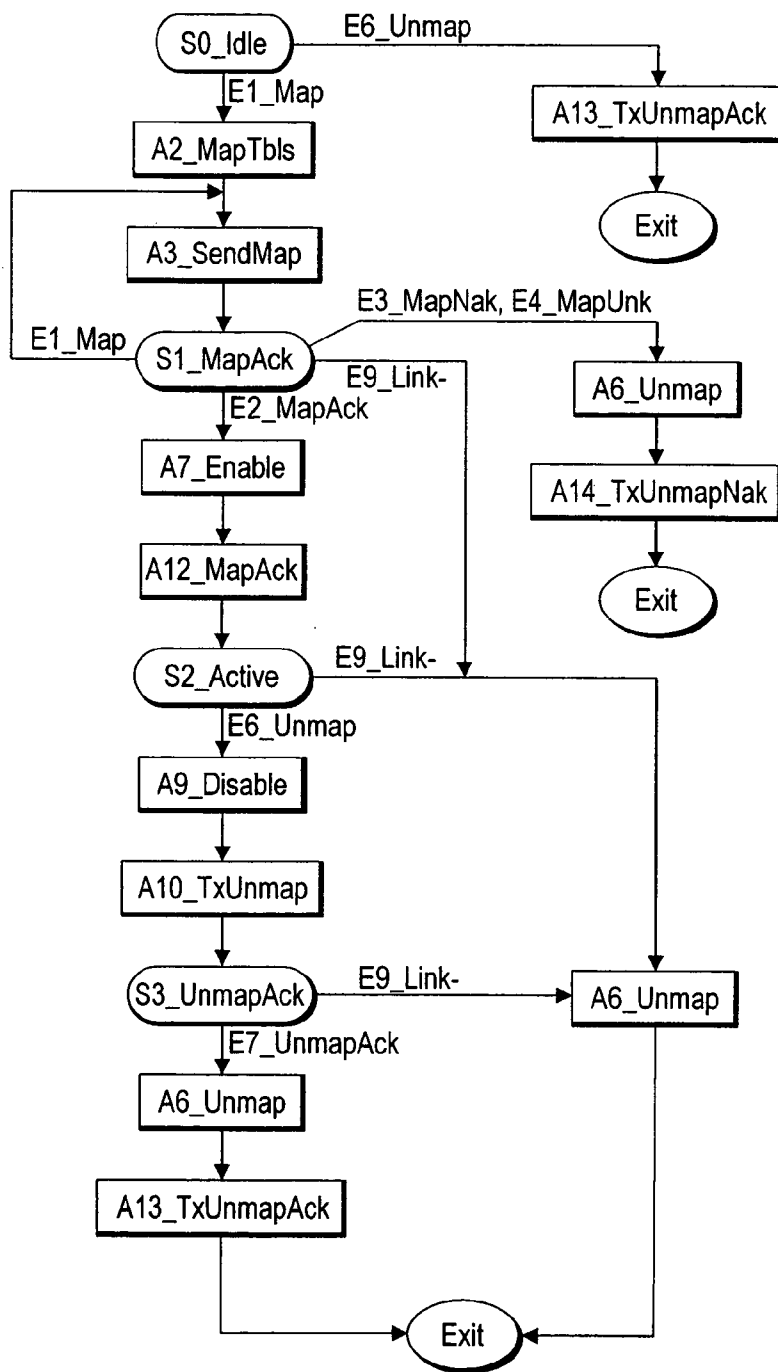 S0_Idle
E6_Unmap
E1_Map
A13_TxUnmapAck
A2_MapTbls
Exit
A3_SendMap
E3_MapNak, E4_MapUnk
E1_Map
S1_MapAck
E9_Link-
E2_MapAck
A6_Unmap
A7_Enable
A14_TxUnmapNak
A12_MapAck
Exit
S2_Active
E9_Link-
E6_Unmap
A9_Disable
A10_TxUnmap
S3_UnmapAck
E9_Link-
A6_Unmap
E7_UnmapAck
A6_Unmap
A13_TxUnmapAck
Exit